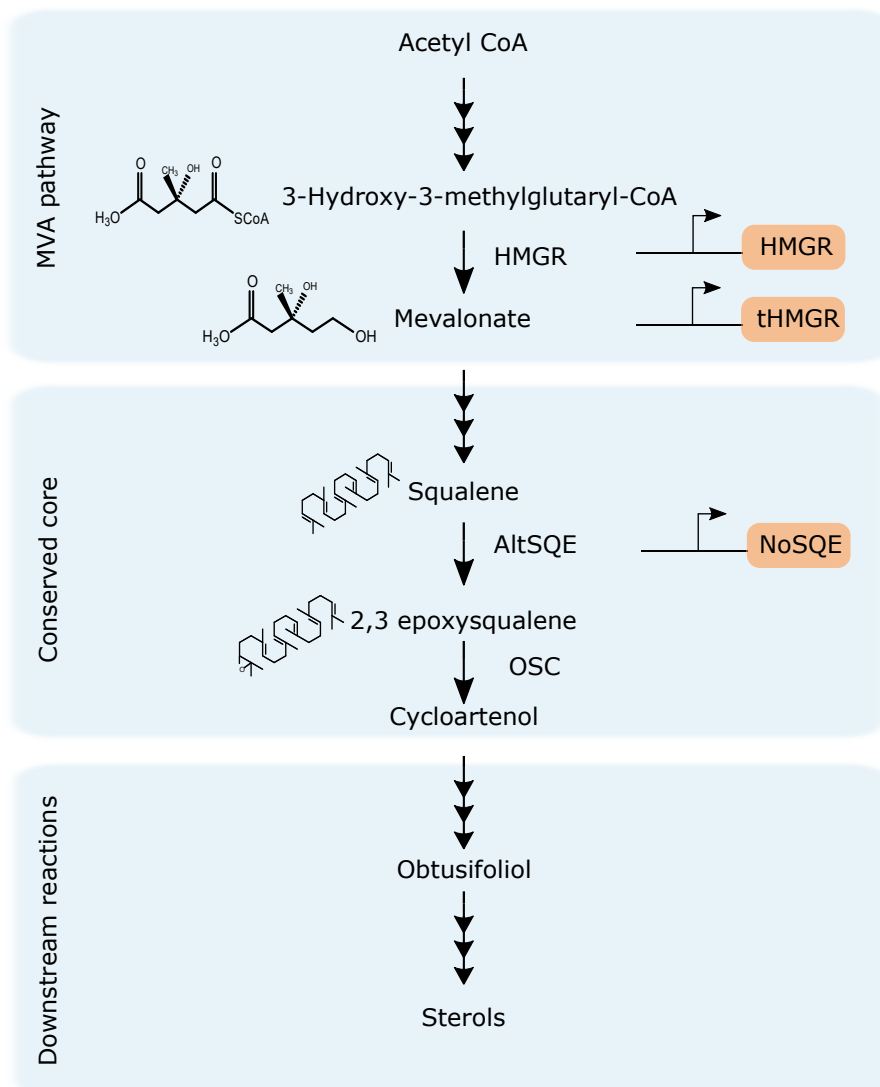 MVA pathway
Acetyl CoA
O
CH₃
OH
O
H₃O
SCoA
3-Hydroxy-3-methylglutaryl-CoA
HMGR
HMGR
O
CH₃
OH
H₃O
OH
Mevalonate
tHMGR
Conserved core
Squalene
AltSQE
NoSQE
2,3 epoxysqualene
O
OSC
Cycloartenol
Downstream reactions
Obtusifoliol
Sterols